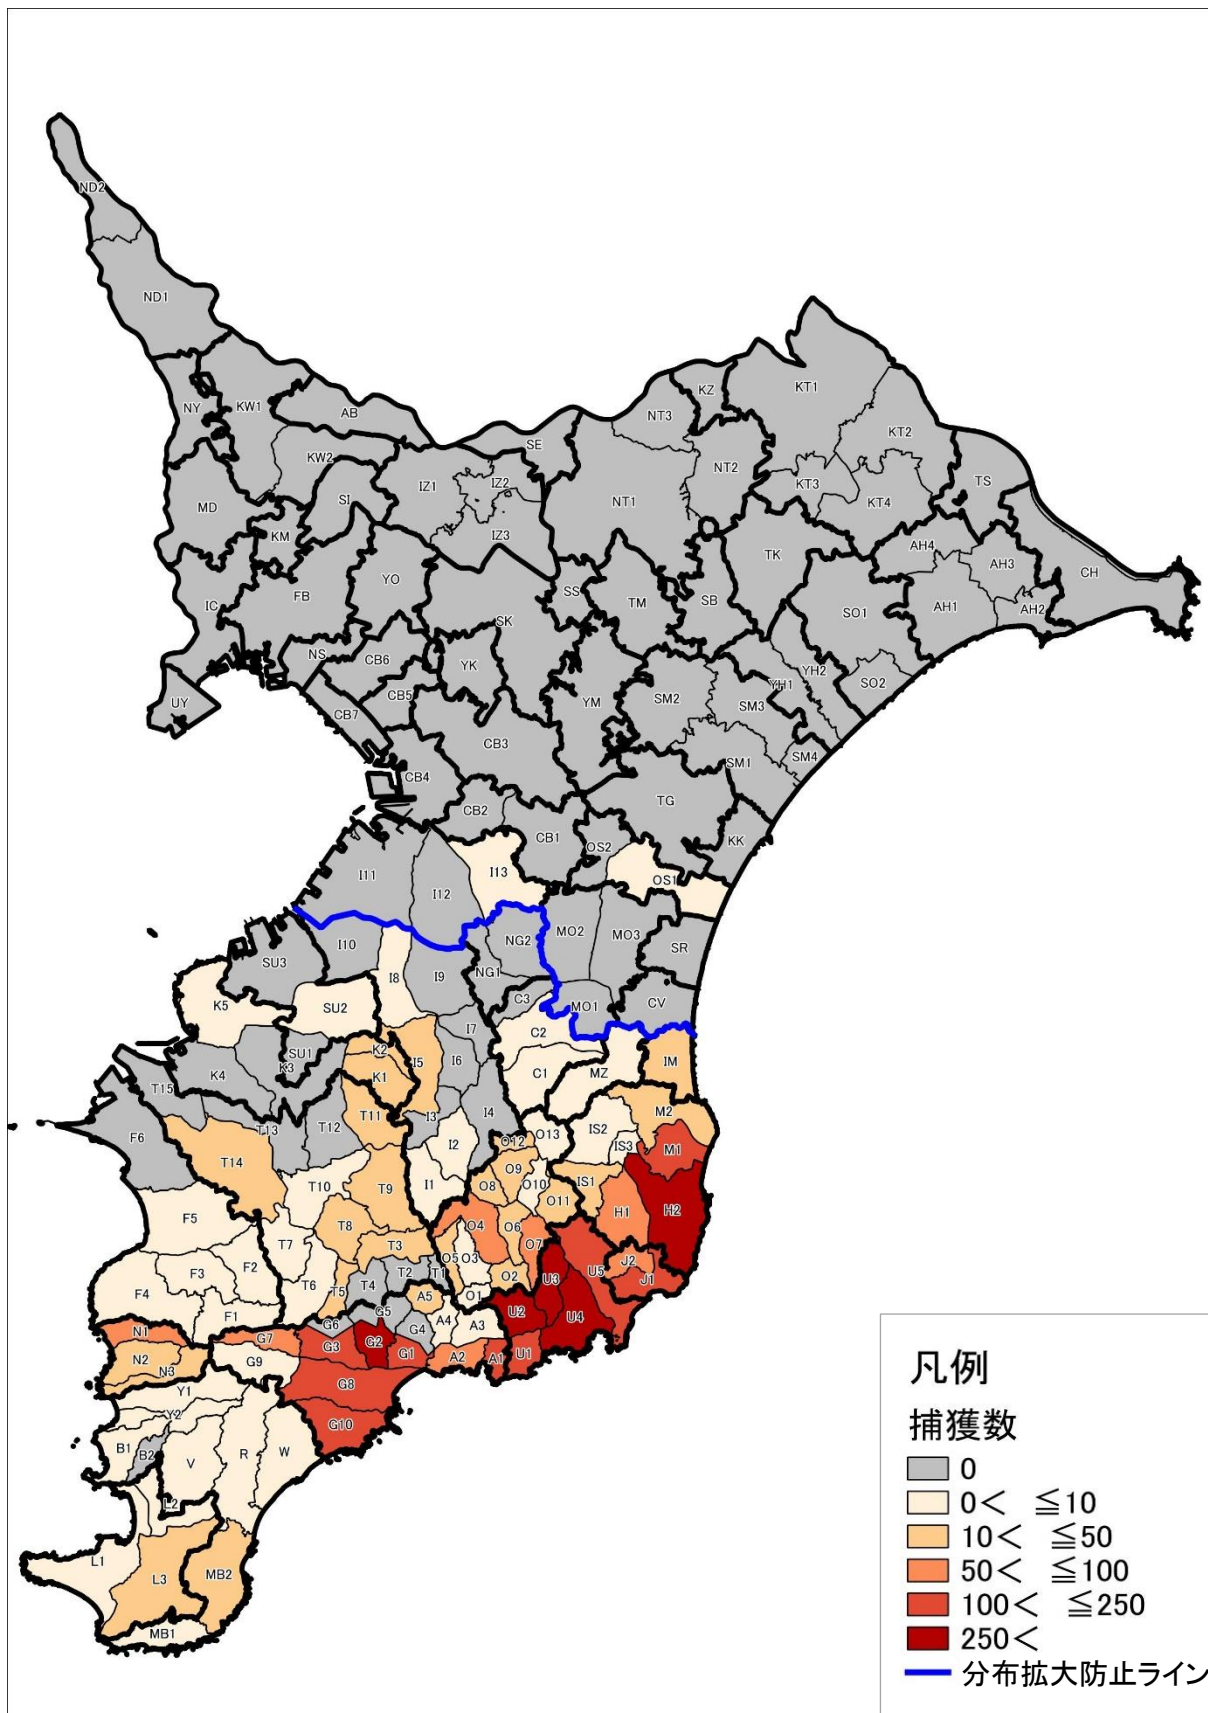 ND2
ND1
NY
KW1
AB
KW2
MD
SI
KM
IZ1
IZ2
IZ3
SE
NT3
KZ
NT2
NT1
KT1
KT2
KT3
KT4
TS
AH4
AH3
CH
AH1
AH2
TK
SO1
SO2
SB
TM
SS
YO
FB
IC
UY
NS
CB6
CB5
CB7
YK
SK
YM
SM2
SM3
YH1
YH2
SM4
SM1
CB3
CB4
CB2
CB1
OS2
TG
KK
OS1
I11
I12
I13
MO2
MO3
SR
NG2
NG1
I10
I8
I9
SU3
K5
SU2
C3
MO1
CV
C2
C1
MZ
IM
I7
I6
I5
K2
K1
SU1
K3
K4
T15
F6
T13
T12
T11
T14
I3
I4
I2
I1
O12
O13
IS2
IS3
M2
M1
H2
H1
IS1
O9
O8
O10
O11
T10
T9
F5
T8
T7
T3
O4
O6
O7
O5
O3
O2
O1
U3
U5
J2
J1
U4
U2
U1
F2
F3
F4
F1
T6
T5
T4
T2
T1
A5
A4
A3
G5
G6
G4
G3
G2
G1
A2
A1
N1
G7
N2
N3
G9
G8
G10
Y1
Y2
B1
B2
V
R
W
L2
L1
L3
MB2
MB1
凡例
捕獲数
0
0< ≦10
10< ≦50
50< ≦100
100< ≦250
250<
分布拡大防止ライン